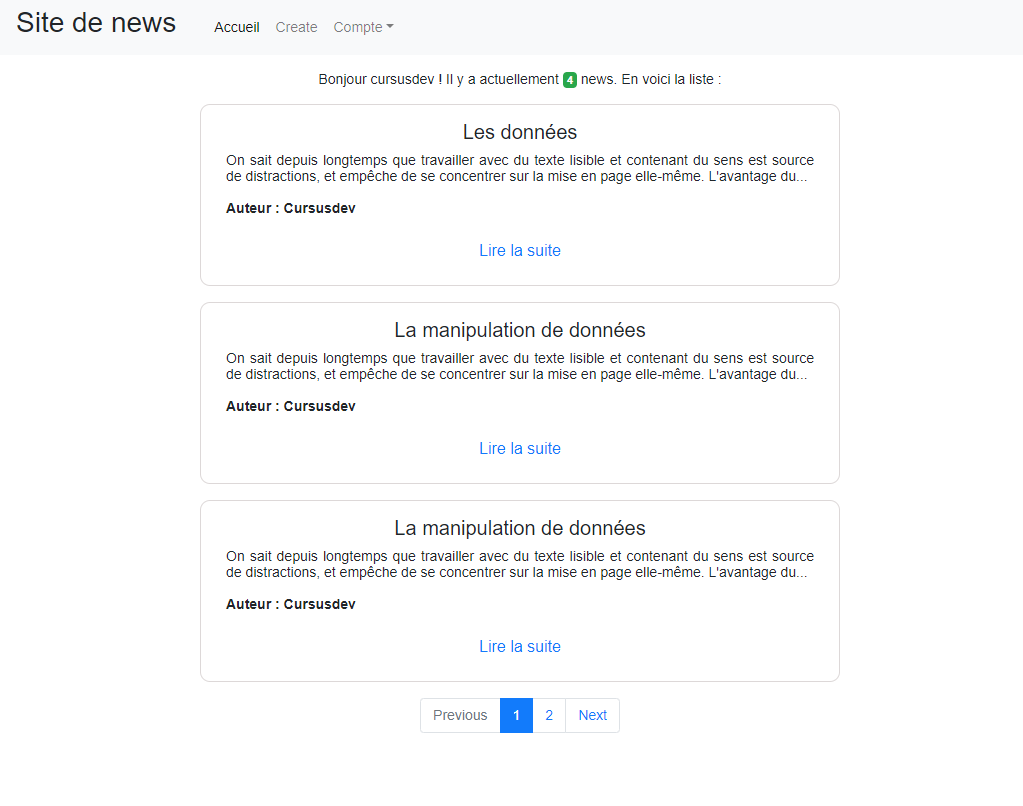 Site de news Accueil Create Compte
Bonjour cursusdev ! Il y a actuellement 4 news. En voici la liste :
Les données
On sait depuis longtemps que travailler avec du texte lisible et contenant du sens est source
de distractions, et empêche de se concentrer sur la mise en page elle-même. L'avantage du...
Auteur : Cursusdev
Lire la suite
La manipulation de données
On sait depuis longtemps que travailler avec du texte lisible et contenant du sens est source
de distractions, et empêche de se concentrer sur la mise en page elle-même. L'avantage du...
Auteur : Cursusdev
Lire la suite
La manipulation de données
On sait depuis longtemps que travailler avec du texte lisible et contenant du sens est source
de distractions, et empêche de se concentrer sur la mise en page elle-même. L'avantage du...
Auteur : Cursusdev
Lire la suite
Previous 1 2 Next